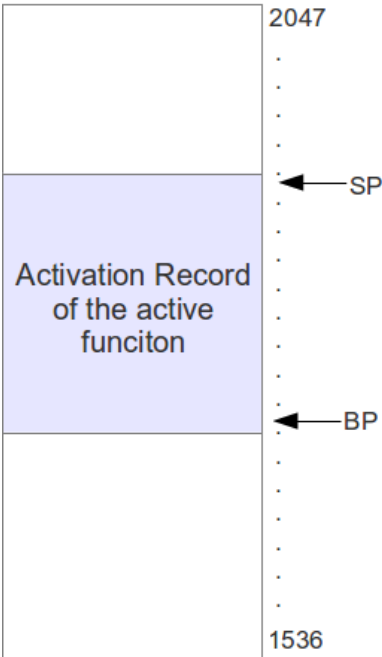 2047
SP
Activation Record
of the active
funciton
BP
1536